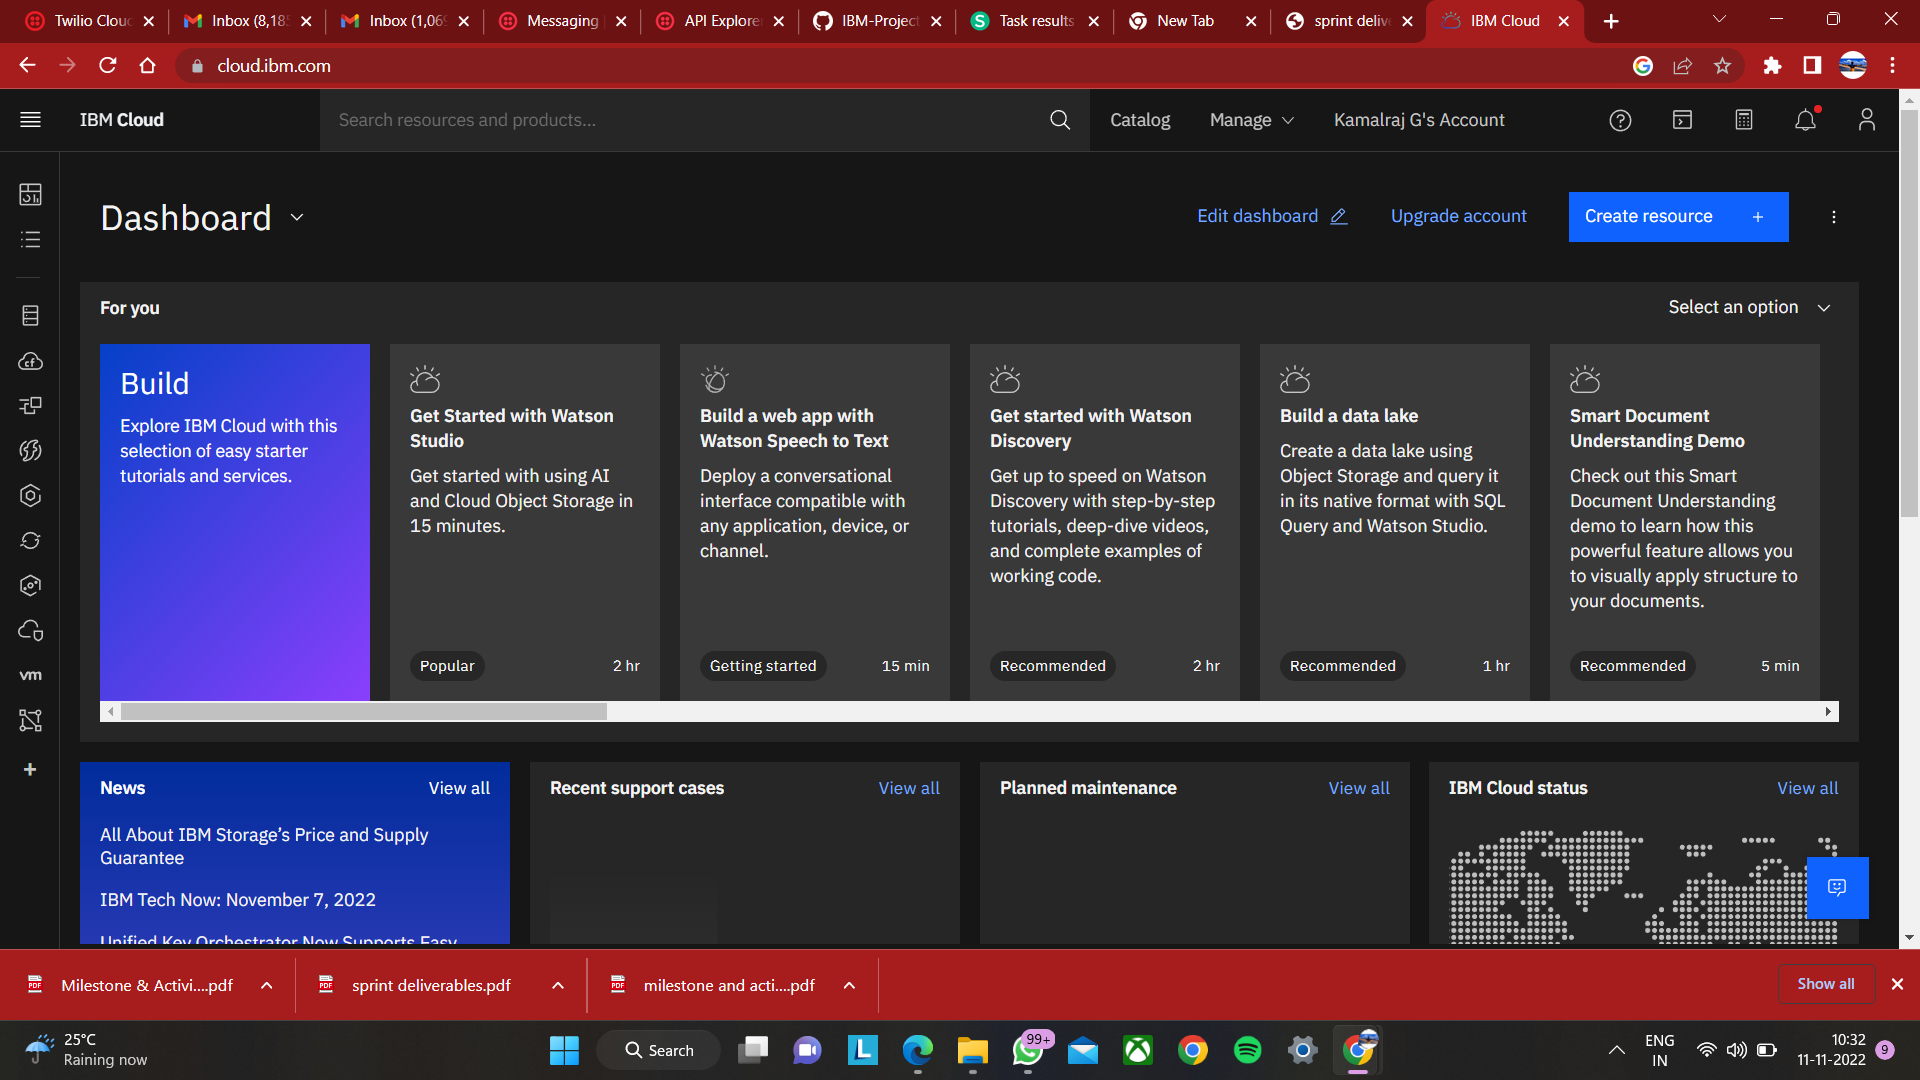 Twilio Clou
Inbox (8,18
Inbox (1,06
Messaging
API Explore
IBM-Project
Task results
New Tab
sprint delive
IBM Cloud
cloud.ibm.com
IBM Cloud
Search resources and products...
Catalog
Manage
Kamalraj G's Account
Dashboard
Edit dashboard
Upgrade account
Create resource +
For you
Select an option
Build
Explore IBM Cloud with this
selection of easy starter
tutorials and services.
Get Started with Watson
Studio
Get started with using AI
and Cloud Object Storage in
15 minutes.
Popular
2 hr
Build a web app with
Watson Speech to Text
Deploy a conversational
interface compatible with
any application, device, or
channel.
Getting started
15 min
Get started with Watson
Discovery
Get up to speed on Watson
Discovery with step-by-step
tutorials, deep-dive videos,
and complete examples of
working code.
Recommended
2 hr
Build a data lake
Create a data lake using
Object Storage and query it
in its native format with SQL
Query and Watson Studio.
Recommended
1 hr
Smart Document
Understanding Demo
Check out this Smart
Document Understanding
demo to learn how this
powerful feature allows you
to visually apply structure to
your documents.
Recommended
5 min
vm
News
View all
All About IBM Storage's Price and Supply
Guarantee
IBM Tech Now: November 7, 2022
Unified Key Orchestrator Now Supports Easy
Recent support cases
View all
Planned maintenance
View all
IBM Cloud status
View all
Milestone & Activi....pdf
sprint deliverables.pdf
milestone and acti....pdf
Show all
25°C
Raining now
Search
99+
ENG
IN
10:32
11-11-2022
9